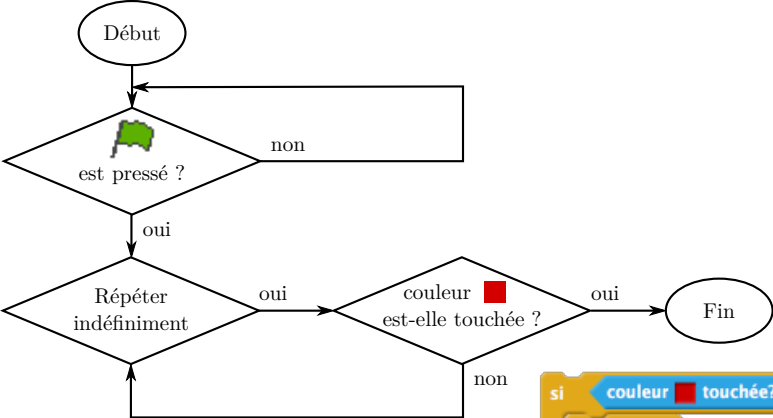 Début
est pressé ?
non
oui
Répéter
indéfiniment
oui
couleur
est-elle touchée ?
oui
Fin
non
si couleur touchée?